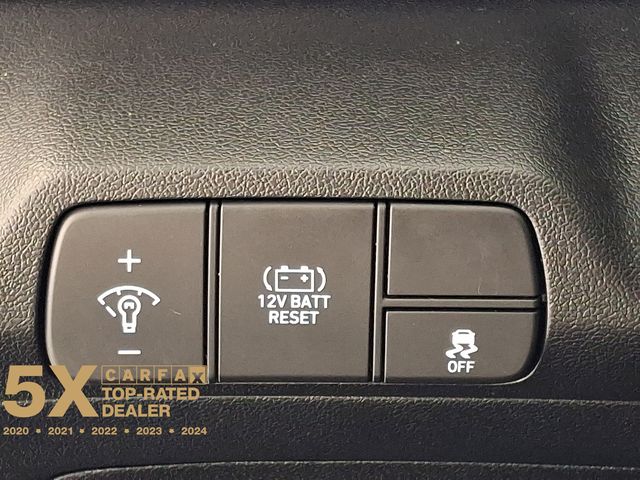 +
12V BATT
RESET
−
OFF
5X CARFAX
TOP-RATED
DEALER
2020 • 2021 • 2022 • 2023 • 2024